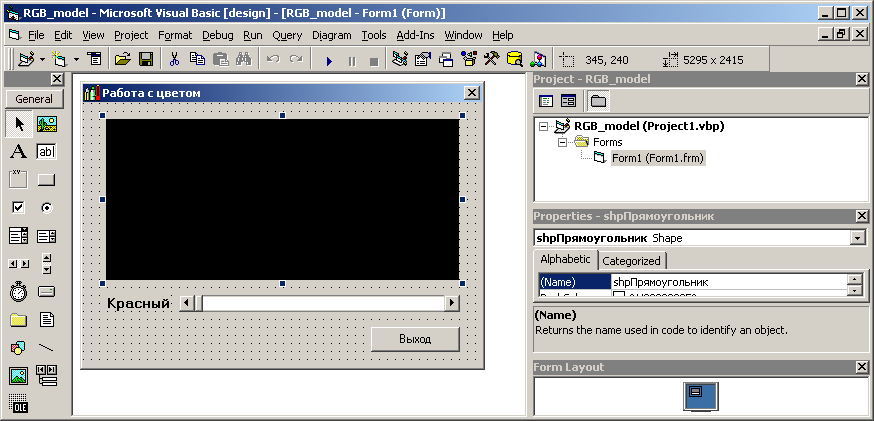 RGB_model - Microsoft Visual Basic [design] - [RGB_model - Form1 (Form)]
File Edit View Project Format Debug Run Query Diagram Tools Add-Ins Window Help
345, 240 5295 x 2415
General
A
ab|
xv
OLE
Работа с цветом
Красный
Выход
Project - RGB_model
RGB_model (Project1.vbp)
Forms
Form1 (Form1.frm)
Properties - shpПрямоугольник
shpПрямоугольник Shape
Alphabetic Categorized
(Name) shpПрямоугольник
(Name)
Returns the name used in code to identify an object.
Form Layout